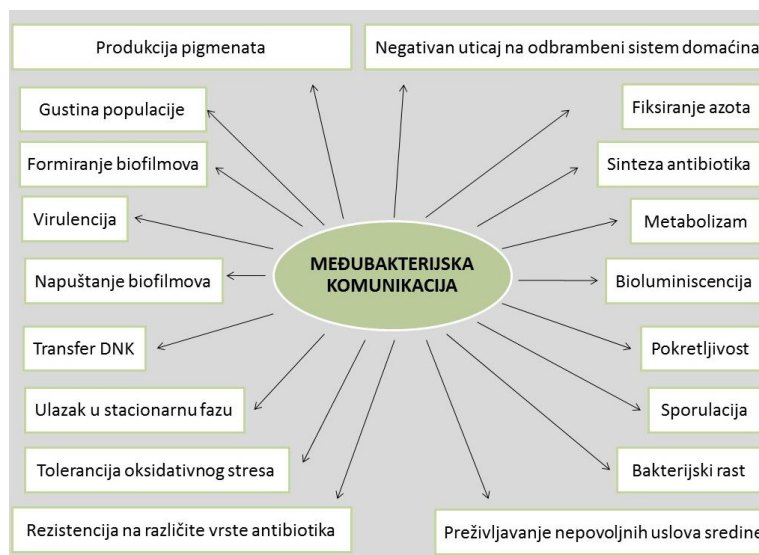 Produkcija pigmenata
Negativan uticaj na odbrambeni sistem domaćina
Gustina populacije
Fiksiranje azota
Formiranje biofilmova
Sinteza antibiotika
Virulencija
Metabolizam
MEĐUBAKTERIJSKA
KOMUNIKACIJA
Napuštanje biofilmova
Bioluminiscencija
Transfer DNK
Pokretljivost
Ulazak u stacionarnu fazu
Sporulacija
Tolerancija oksidativnog stresa
Bakterijski rast
Rezistencija na različite vrste antibiotika
Preživljavanje nepovoljnih uslova sredine